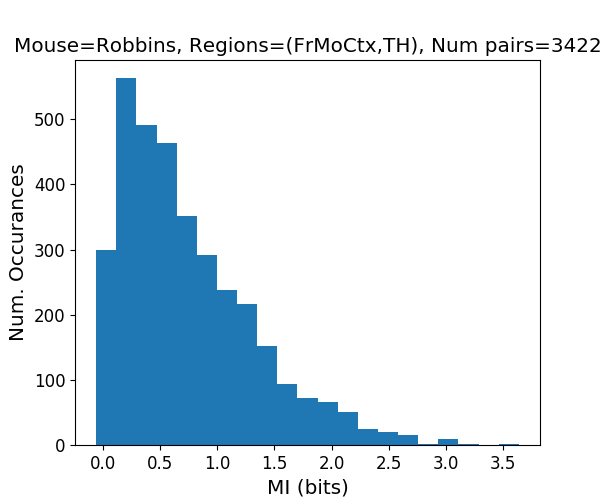 Mouse=Robbins, Regions=(FrMoCtx,TH), Num pairs=3422
Num. Occurances
500
400
300
200
100
0
0.0 0.5 1.0 1.5 2.0 2.5 3.0 3.5
MI (bits)